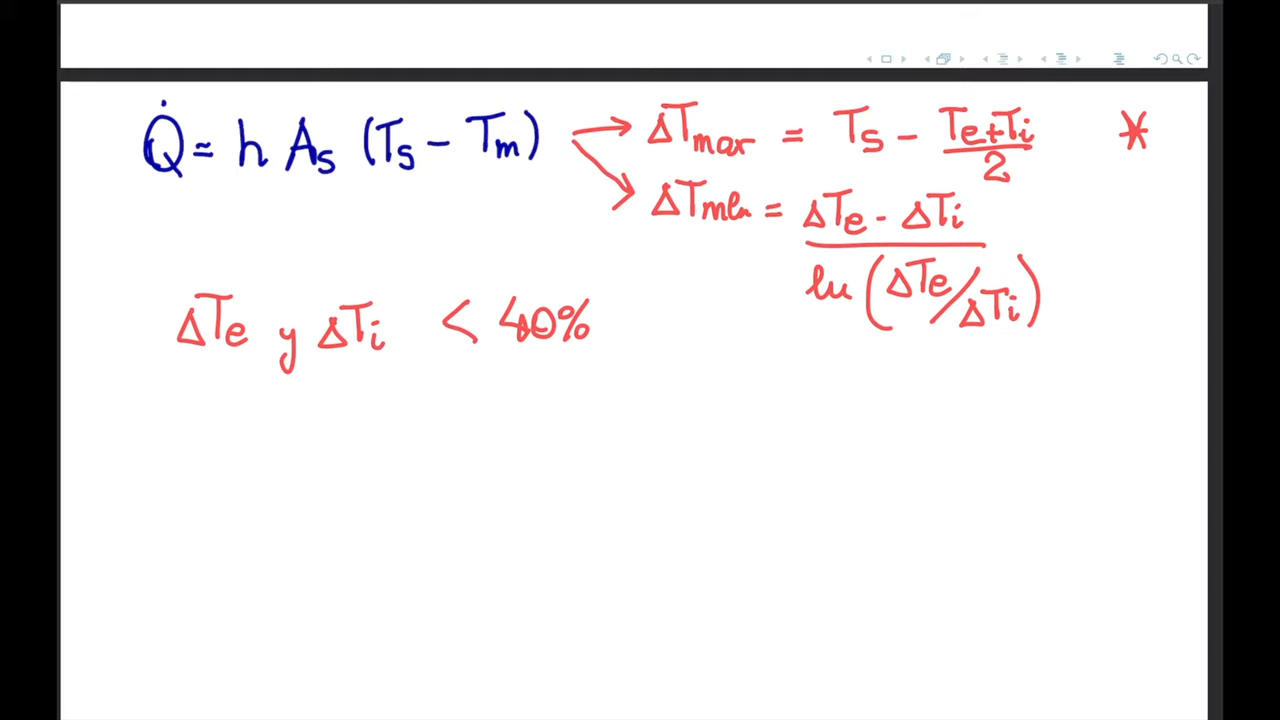 Q̇ = h As (Ts - Tm)
ΔTmar = Ts - (Te+Ti)/2 *
ΔTmln = (ΔTe - ΔTi) / ln (ΔTe/ΔTi)
ΔTe y ΔTi < 40%